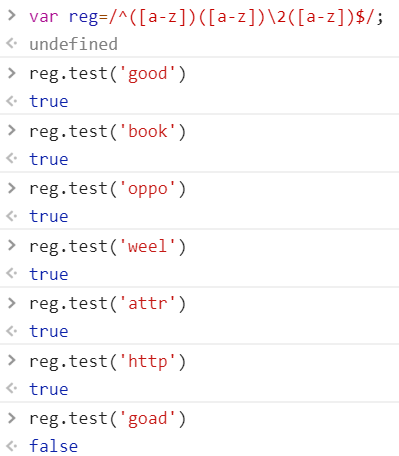 > var reg=/^([a-z])([a-z])\2([a-z])$/;
< undefined
> reg.test('good')
< true
> reg.test('book')
< true
> reg.test('oppo')
< true
> reg.test('weel')
< true
> reg.test('attr')
< true
> reg.test('http')
< true
> reg.test('goad')
< false